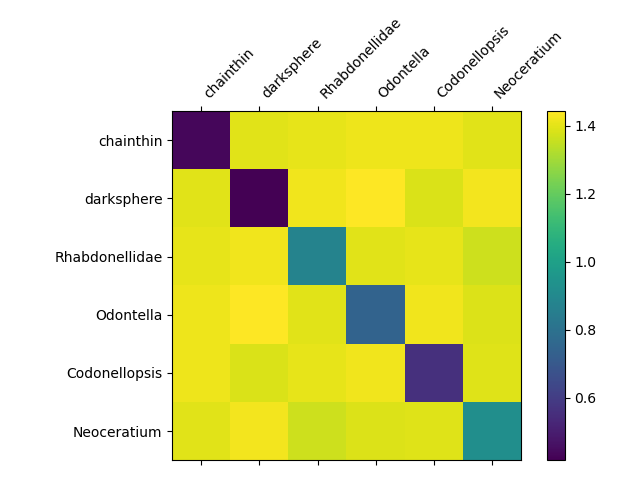 chainthin
darksphere
Rhabdonellidae
Odontella
Codonellopsis
Neoceratium
chainthin
darksphere
Rhabdonellidae
Odontella
Codonellopsis
Neoceratium
1.4
1.2
1.0
0.8
0.6